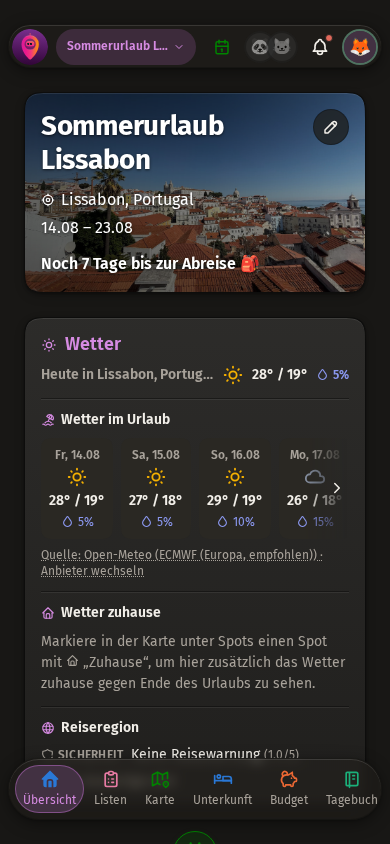 Sommerurlaub L...
Sommerurlaub
Lissabon
Lissabon, Portugal
14.08 – 23.08
Noch 7 Tage bis zur Abreise
Wetter
Heute in Lissabon, Portug... 28° / 19° 5%
Wetter im Urlaub
Fr, 14.08 Sa, 15.08 So, 16.08 Mo, 17.08
28° / 19° 27° / 18° 29° / 19° 26° / 18°
5% 5% 10% 15%
Quelle: Open-Meteo (ECMWF (Europa, empfohlen)) ·
Anbieter wechseln
Wetter zuhause
Markiere in der Karte unter Spots einen Spot
mit „Zuhause“, um hier zusätzlich das Wetter
zuhause gegen Ende des Urlaubs zu sehen.
Reiseregion
SICHERHEIT Keine Reisewarnung (1.0/5)
Übersicht Listen Karte Unterkunft Budget Tagebuch